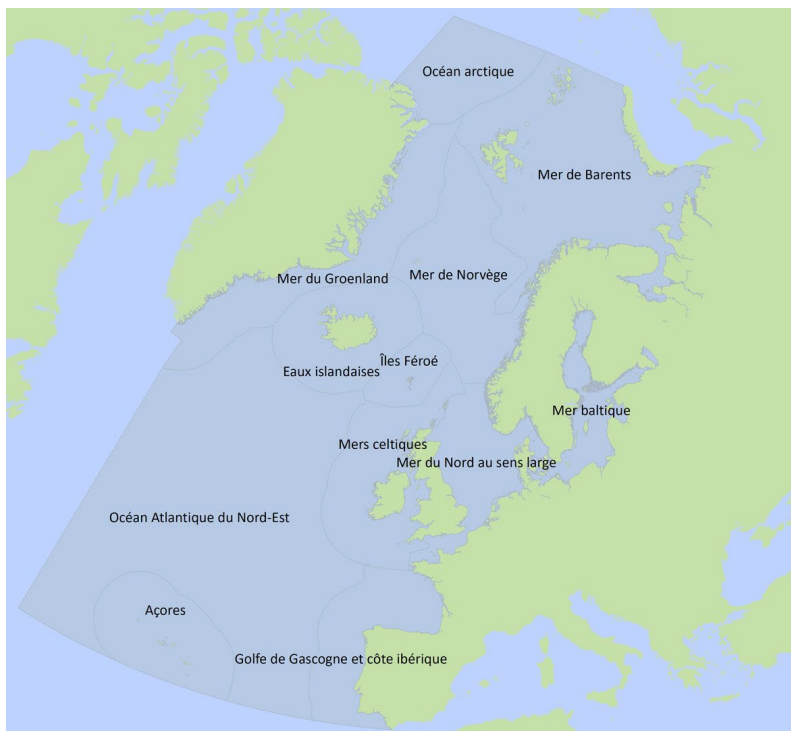 Océan arctique
Mer de Barents
Mer du Groenland
Mer de Norvège
Îles Féroé
Eaux islandaises
Mer baltique
Mers celtiques
Mer du Nord au sens large
Océan Atlantique du Nord-Est
Açores
Golfe de Gascogne et côte ibérique